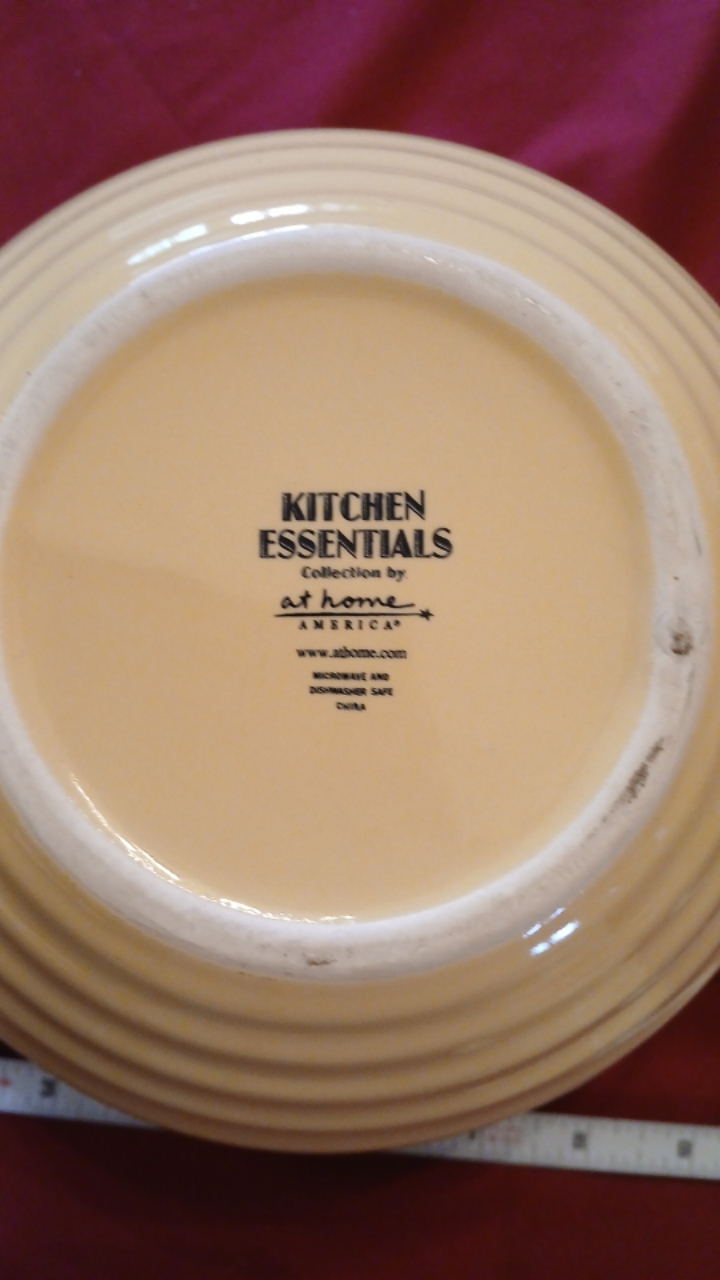 KITCHEN
ESSENTIALS
Collection by
at home
AMERICA®
www.athome.com
MICROWAVE AND
DISHWASHER SAFE
CHINA